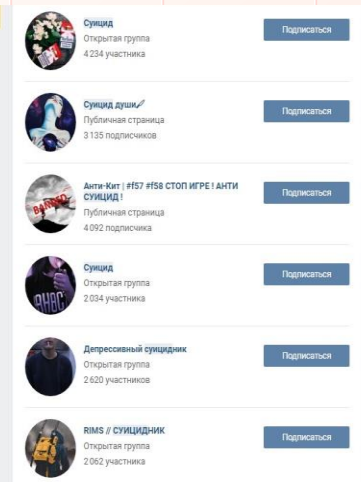 Суицид
Открытая группа
4 234 участника
Подписаться
Суицид души
Публичная страница
3 135 подписчиков
Подписаться
Анти-Кит | #f57 #f58 СТОП ИГРЕ ! АНТИ
СУИЦИД !
Публичная страница
4 092 подписчика
Подписаться
BANNED
Суицид
Открытая группа
2 034 участника
Подписаться
Депрессивный суицидник
Открытая группа
2 620 участников
Подписаться
RIMS // СУИЦИДНИК
Открытая группа
2 062 участника
Подписаться